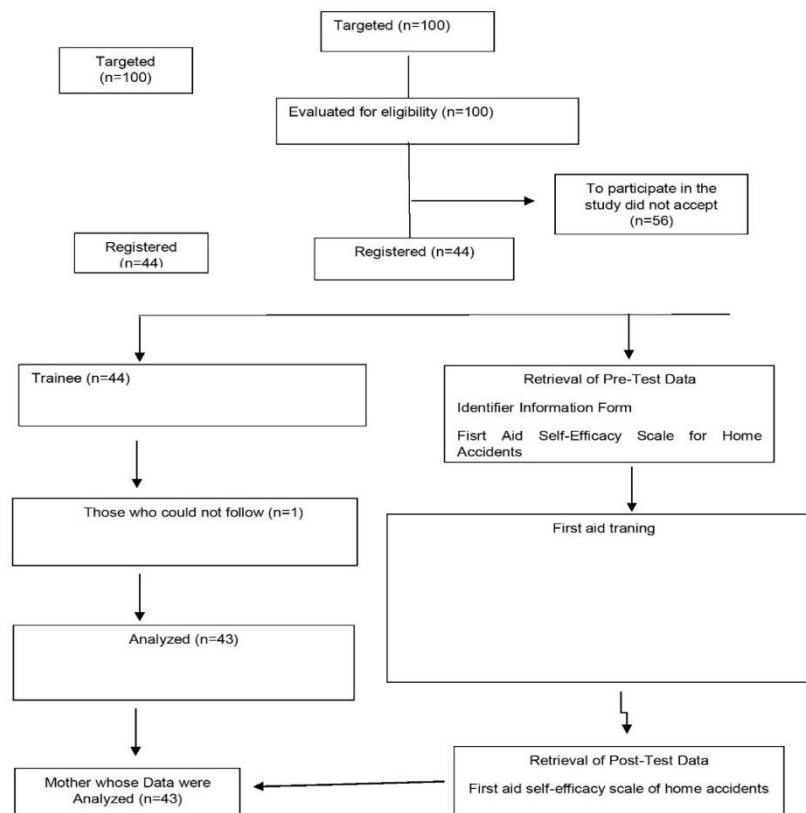 Targeted (n=100)
Targeted
(n=100)
Evaluated for eligibility (n=100)
To participate in the
study did not accept
(n=56)
Registered
(n=44)
Registered (n=44)
Trainee (n=44)
Retrieval of Pre-Test Data
Identifier Information Form
Fisrt Aid Self-Efficacy Scale for Home
Accidents
Those who could not follow (n=1)
First aid traning
Analyzed (n=43)
Mother whose Data were
Analyzed (n=43)
Retrieval of Post-Test Data
First aid self-efficacy scale of home accidents